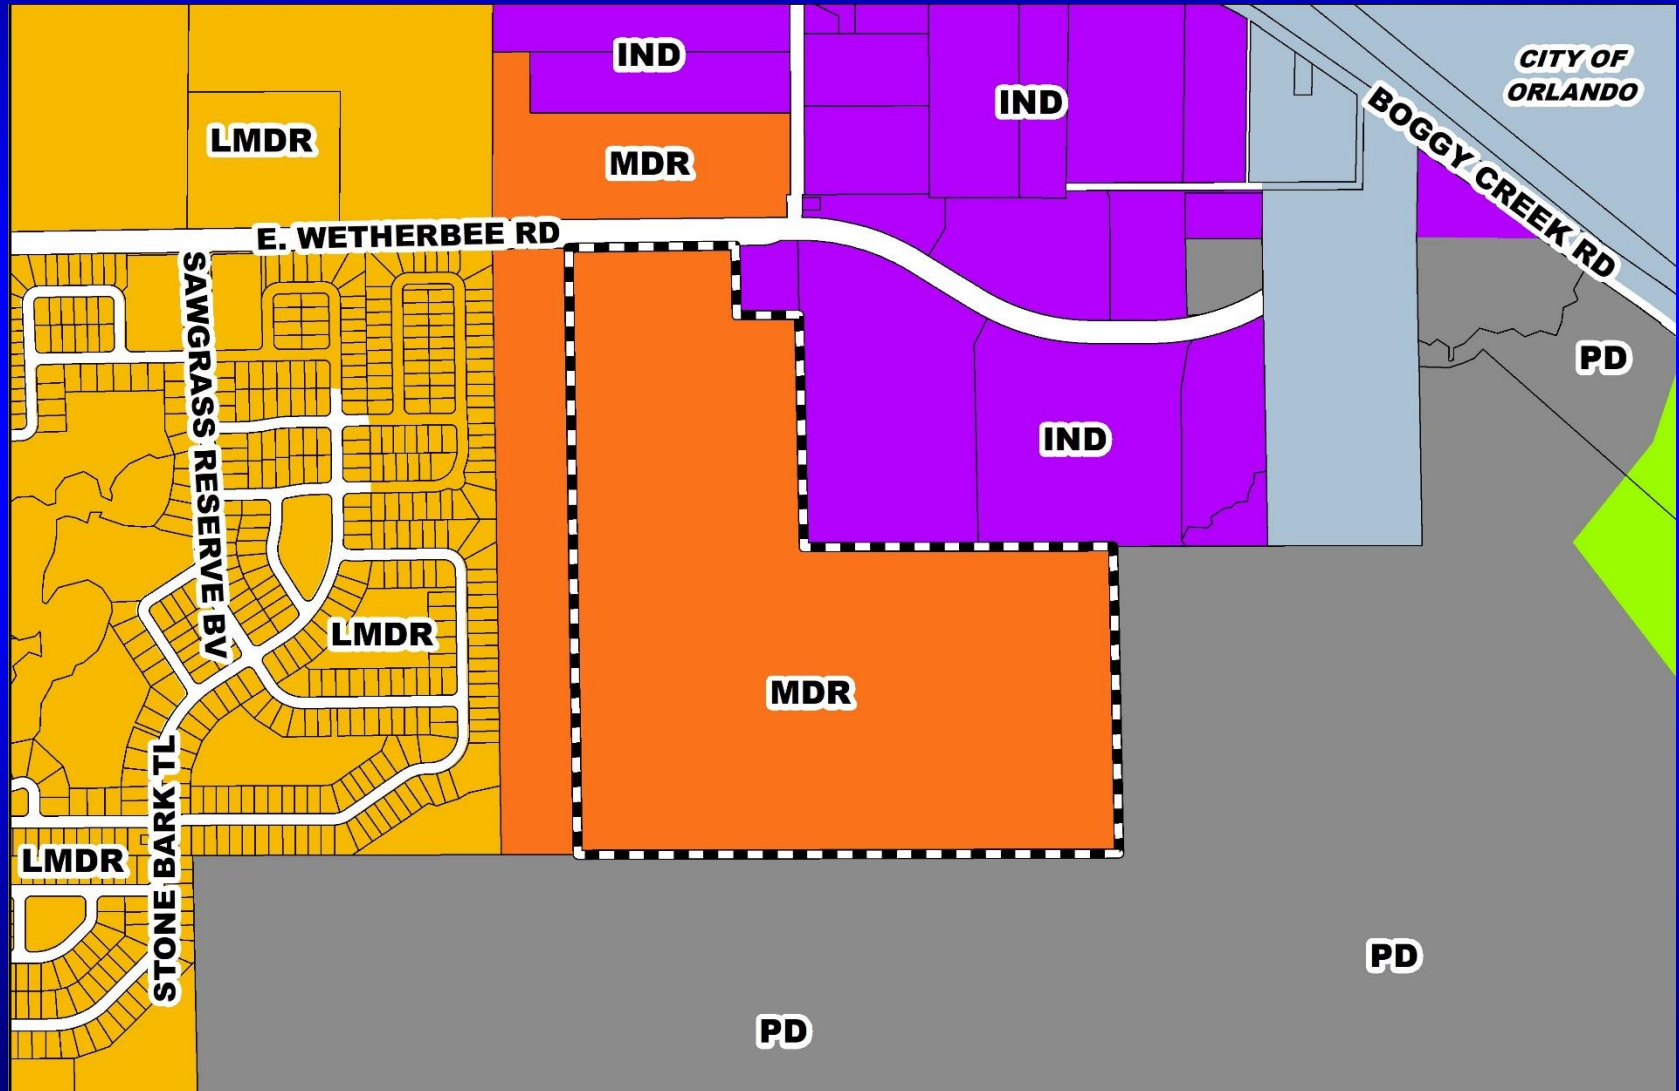 IND
CITY OF
ORLANDO
IND
BOGGY CREEK RD
LMDR
MDR
E. WETHERBEE RD
SAWGRASS RESERVE BV
PD
IND
LMDR
MDR
STONE BARK TL
LMDR
PD
PD